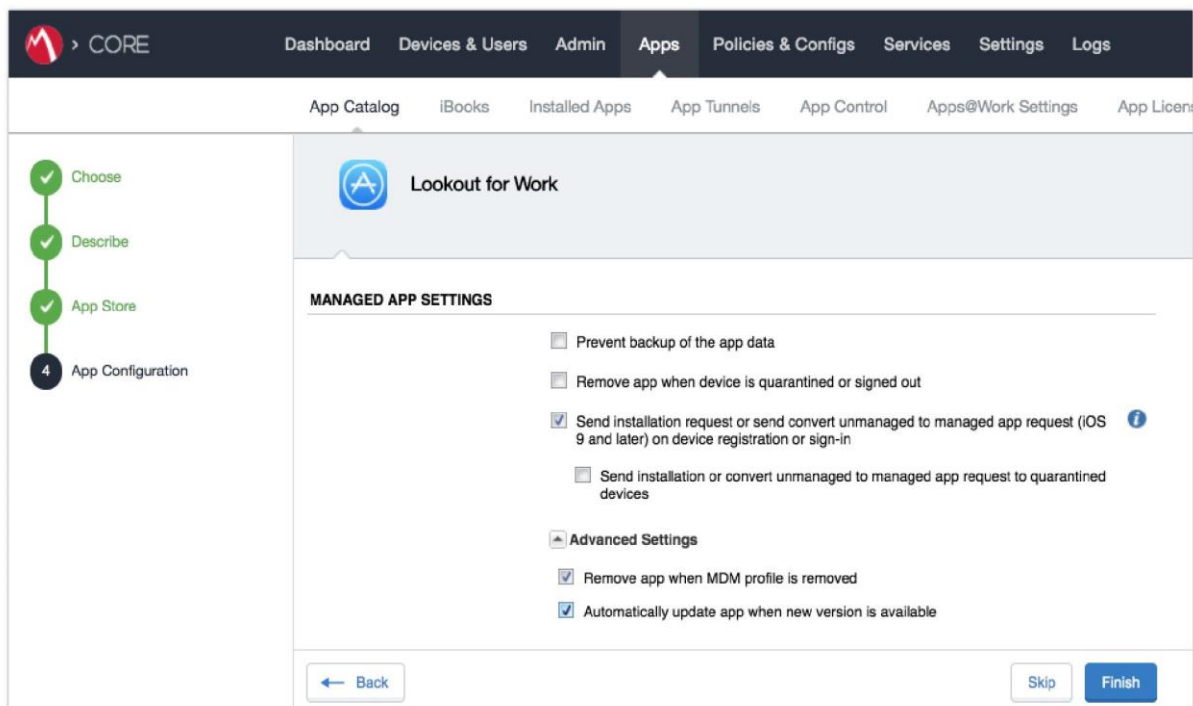 › CORE
Dashboard Devices & Users Admin Apps Policies & Configs Services Settings Logs
App Catalog iBooks Installed Apps App Tunnels App Control Apps@Work Settings App Licen
Choose
Describe
App Store
4 App Configuration
Lookout for Work
MANAGED APP SETTINGS
Prevent backup of the app data
Remove app when device is quarantined or signed out
Send installation request or send convert unmanaged to managed app request (iOS
9 and later) on device registration or sign-in
i
Send installation or convert unmanaged to managed app request to quarantined
devices
Advanced Settings
Remove app when MDM profile is removed
Automatically update app when new version is available
← Back
Skip
Finish